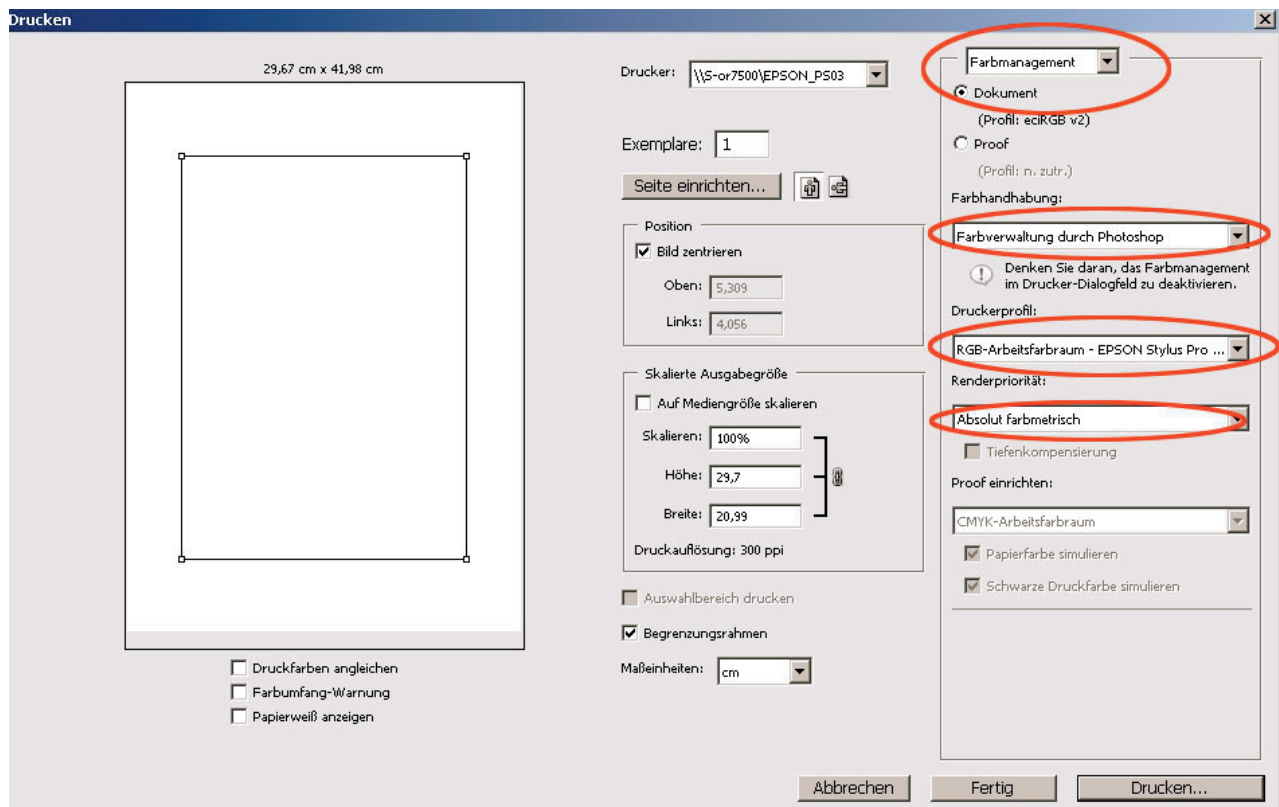 Drucken
29,67 cm x 41,98 cm
Druckfarben angleichen
Farbumfang-Warnung
Papierweiß anzeigen
Drucker: \\S-or7500\EPSON_PS03
Exemplare: 1
Seite einrichten...
Position
Bild zentrieren
Oben: 5,309
Links: 4,056
Skalierte Ausgabegröße
Auf Mediengröße skalieren
Skalieren: 100%
Höhe: 29,7
Breite: 20,99
Druckauflösung: 300 ppi
Auswahlbereich drucken
Begrenzungsrahmen
Maßeinheiten: cm
Farbmanagement
Dokument
(Profil: eciRGB v2)
Proof
(Profil: n. zutr.)
Farbhandhabung:
Farbverwaltung durch Photoshop
Denken Sie daran, das Farbmanagement
im Drucker-Dialogfeld zu deaktivieren.
Druckerprofil:
RGB-Arbeitsfarbraum - EPSON Stylus Pro ...
Renderpriorität:
Absolut farbmetrisch
Tiefenkompensierung
Proof einrichten:
CMYK-Arbeitsfarbraum
Papierfarbe simulieren
Schwarze Druckfarbe simulieren
Abbrechen
Fertig
Drucken...